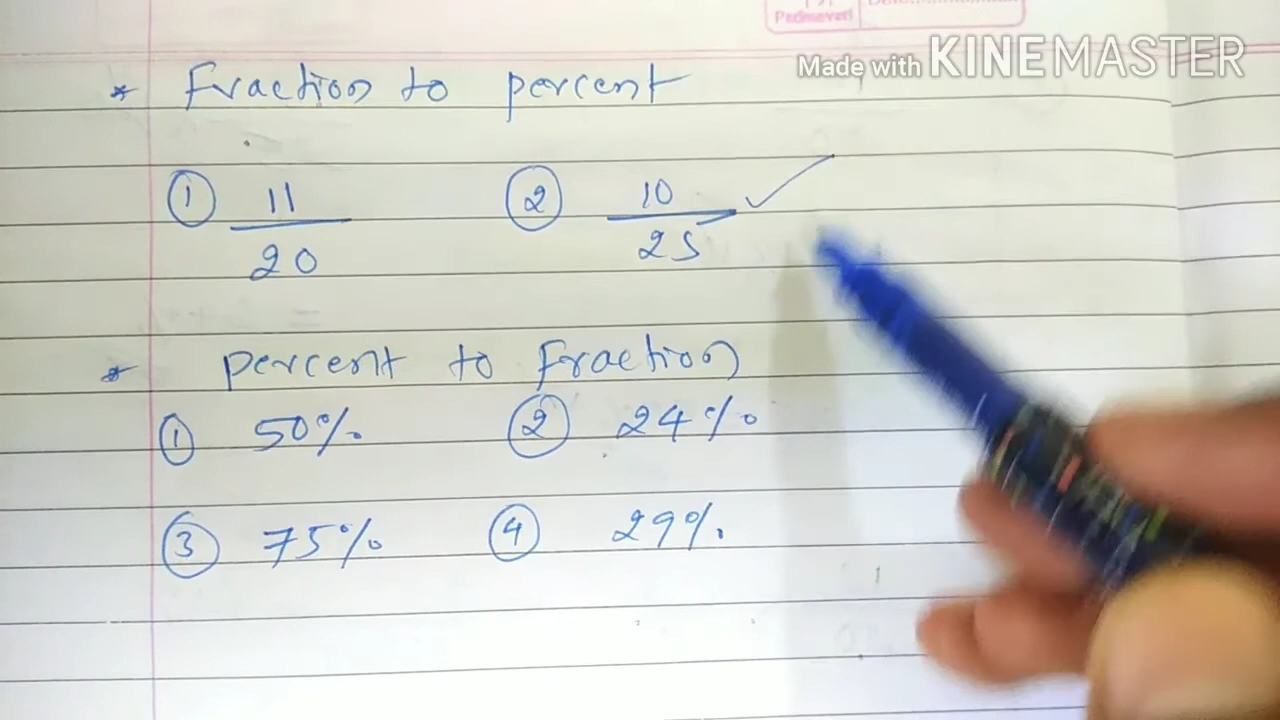 Padmavati
Made with KINEMASTER
* Fraction to percent
① 11/20 ② 10/25 ✓
* Percent to Fraction
① 50% ② 24%
③ 75% ④ 29%